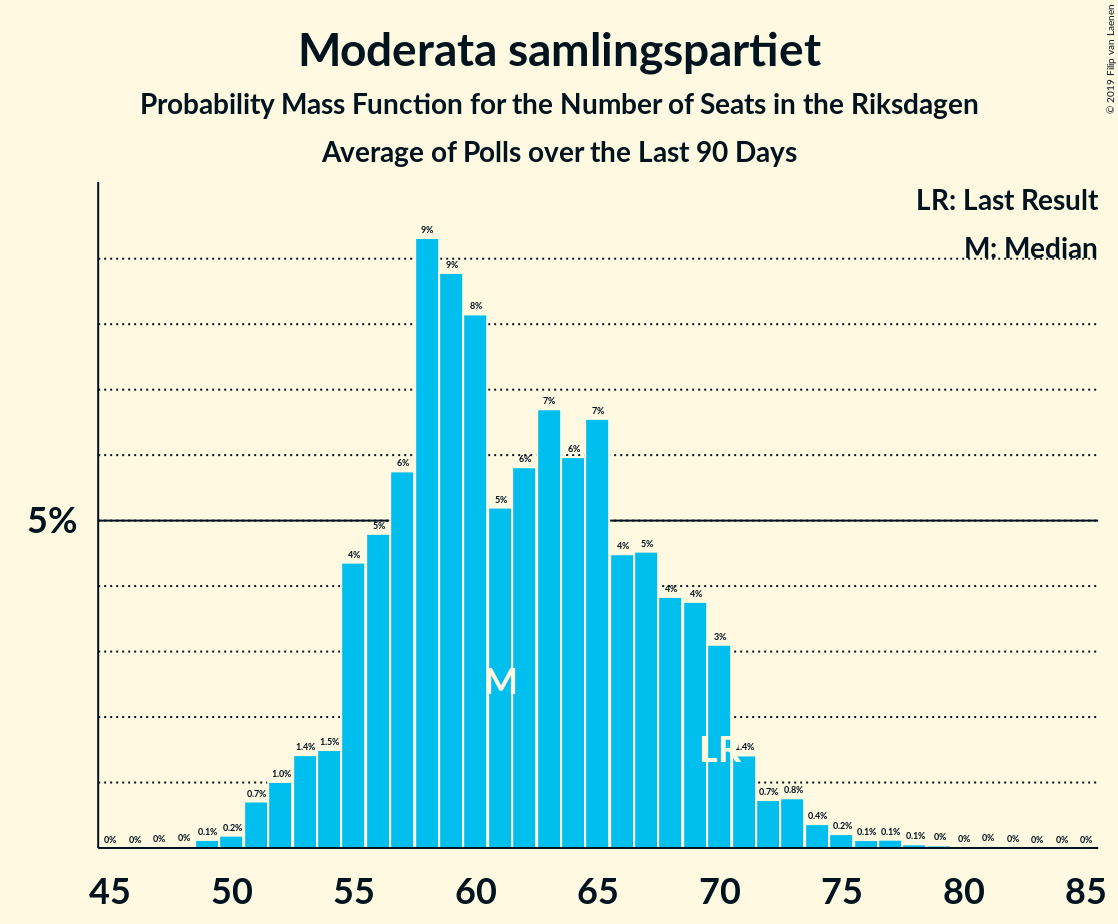 Moderata samlingspartiet
Probability Mass Function for the Number of Seats in the Riksdagen
Average of Polls over the Last 90 Days
© 2019 Filip van Laenen
LR: Last Result
M: Median
5%
0% 0% 0% 0% 0.1% 0.2% 0.7% 1.0% 1.4% 1.5% 4% 5% 6% 9% 9% 8% 5% 6% 7% 6% 7% 4% 5% 4% 4% 3% 1.4% 0.7% 0.8% 0.4% 0.2% 0.1% 0.1% 0.1% 0% 0% 0% 0% 0% 0% 0%
M
LR
45 50 55 60 65 70 75 80 85